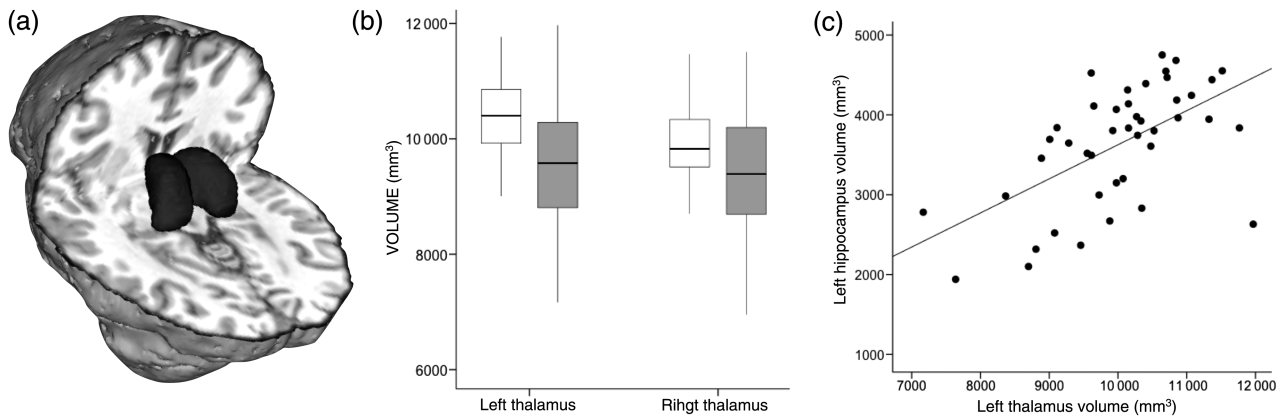 (a)
(b)
12 000
10 000
8000
6000
VOLUME (mm³)
Left thalamus
Rihgt thalamus
(c)
5000
4000
3000
2000
1000
Left hippocampus volume (mm³)
7000 8000 9000 10 000 11 000 12 000
Left thalamus volume (mm³)